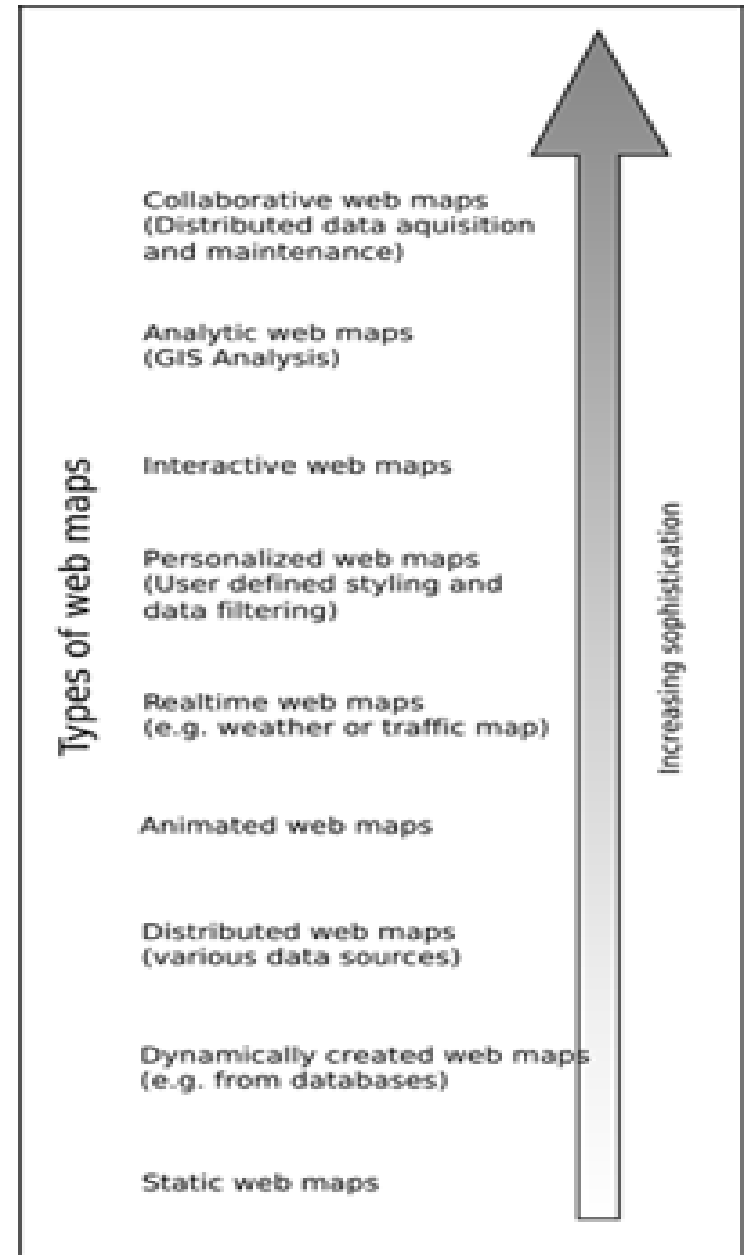 Collaborative web maps
(Distributed data aquisition
and maintenance)
Analytic web maps
(GIS Analysis)
Interactive web maps
Personalized web maps
(User defined styling and
data filtering)
Realtime web maps
(e.g. weather or traffic map)
Animated web maps
Distributed web maps
(various data sources)
Dynamically created web maps
(e.g. from databases)
Static web maps
Types of web maps
Increasing sophistication